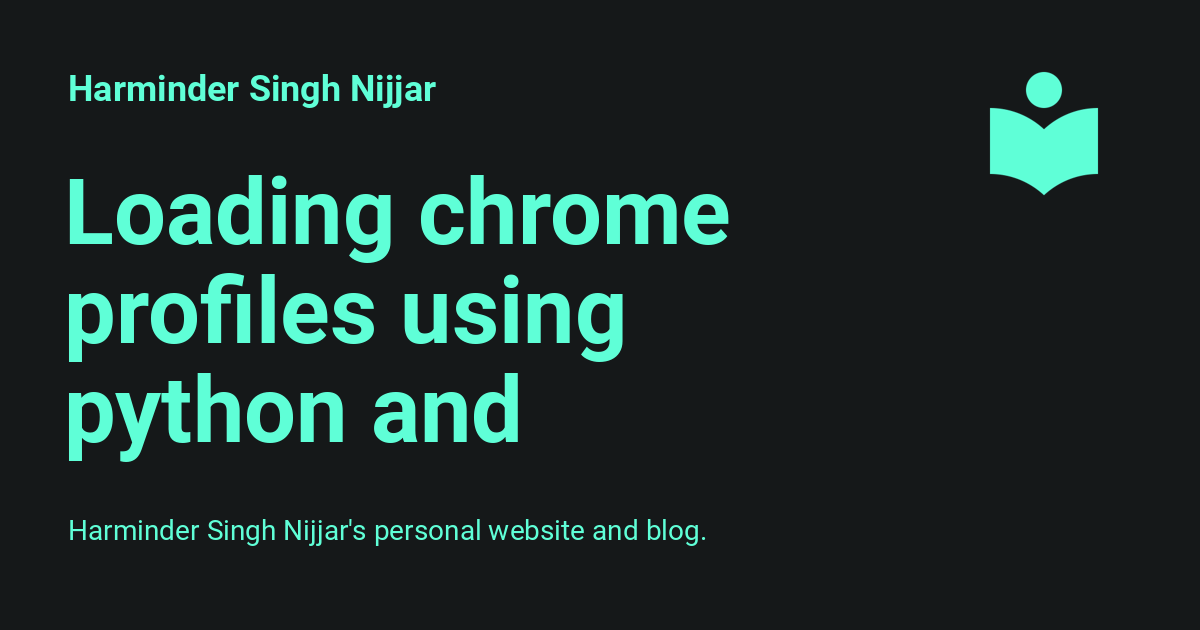 Harminder Singh Nijjar
Loading chrome
profiles using
python and
Harminder Singh Nijjar's personal website and blog.